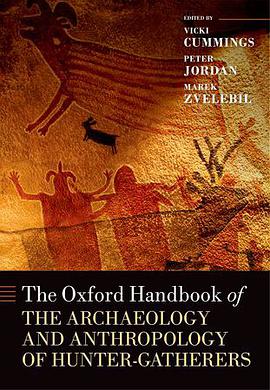 EDITED BY
VICKI
CUMMINGS
PETER
JORDAN
MAREK
ZVELEBIL
The Oxford Handbook of
THE ARCHAEOLOGY
AND ANTHROPOLOGY
OF HUNTER-GATHERERS